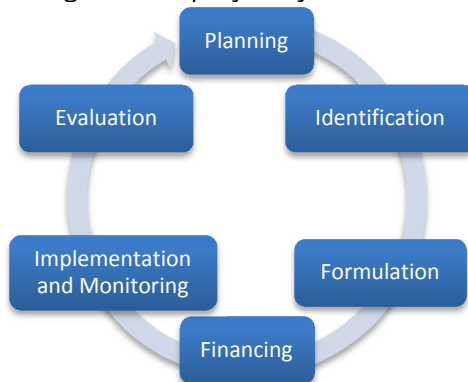 Planning
Identification
Formulation
Financing
Implementation
and Monitoring
Evaluation